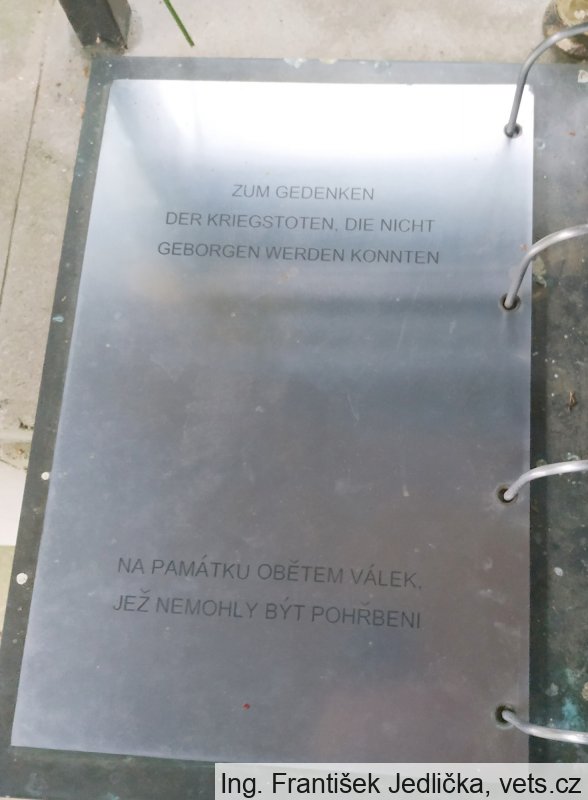 ZUM GEDENKEN
DER KRIEGSTOTEN, DIE NICHT
GEBORGEN WERDEN KONNTEN
NA PAMÁTKU OBĚTEM VÁLEK,
JEŽ NEMOHLY BÝT POHŘBENI
Ing. František Jedlička, vets.cz